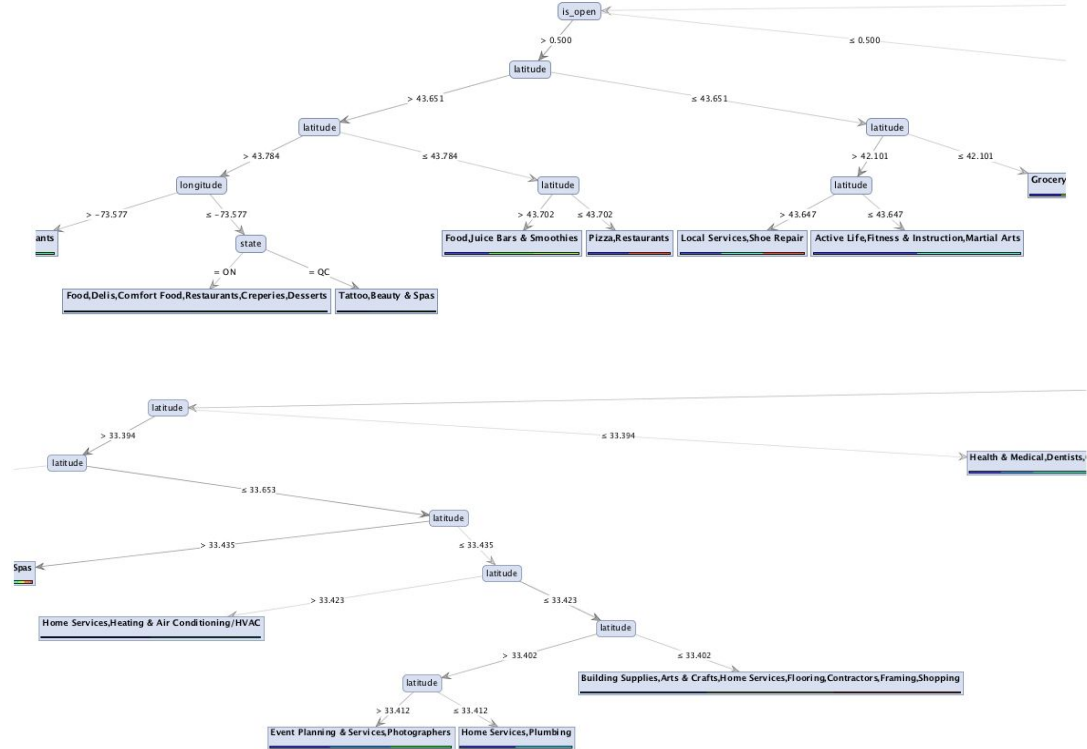 is_open
> 0.500
≤ 0.500
latitude
> 43.651
≤ 43.651
latitude
latitude
> 43.784
≤ 43.784
> 42.101
≤ 42.101
longitude
latitude
latitude
Grocery
> −73.577
≤ −73.577
> 43.702
≤ 43.702
> 43.647
≤ 43.647
ants
state
Food,Juice Bars & Smoothies
Pizza,Restaurants
Local Services,Shoe Repair
Active Life,Fitness & Instruction,Martial Arts
= ON
= QC
Food,Delis,Comfort Food,Restaurants,Creperies,Desserts
Tattoo,Beauty & Spas
latitude
> 33.394
≤ 33.394
latitude
Health & Medical,Dentists,
≤ 33.653
latitude
> 33.435
≤ 33.435
Spas
latitude
> 33.423
≤ 33.423
Home Services,Heating & Air Conditioning/HVAC
latitude
> 33.402
≤ 33.402
latitude
Building Supplies,Arts & Crafts,Home Services,Flooring,Contractors,Framing,Shopping
> 33.412
≤ 33.412
Event Planning & Services,Photographers
Home Services,Plumbing